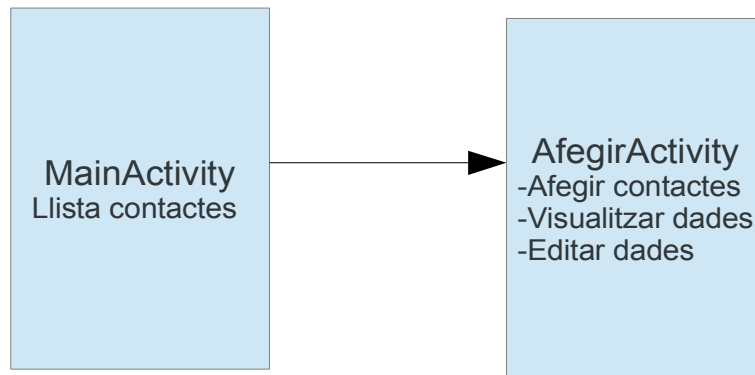 MainActivity
Llista contactes
AfegirActivity
-Afegir contactes
-Visualitzar dades
-Editar dades